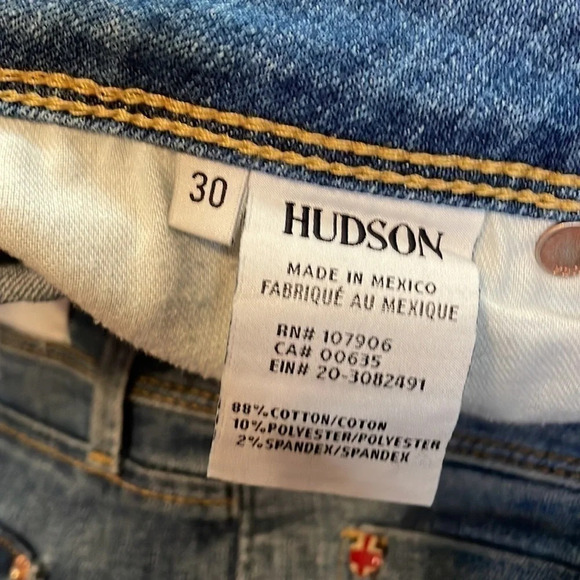 30
HUDSON
MADE IN MEXICO
FABRIQUÉ AU MEXIQUE
RN# 107906
CA# 00635
EIN# 20-3082491
88% COTTON/COTON
10% POLYESTER/POLYESTER
2% SPANDEX/SPANDEX